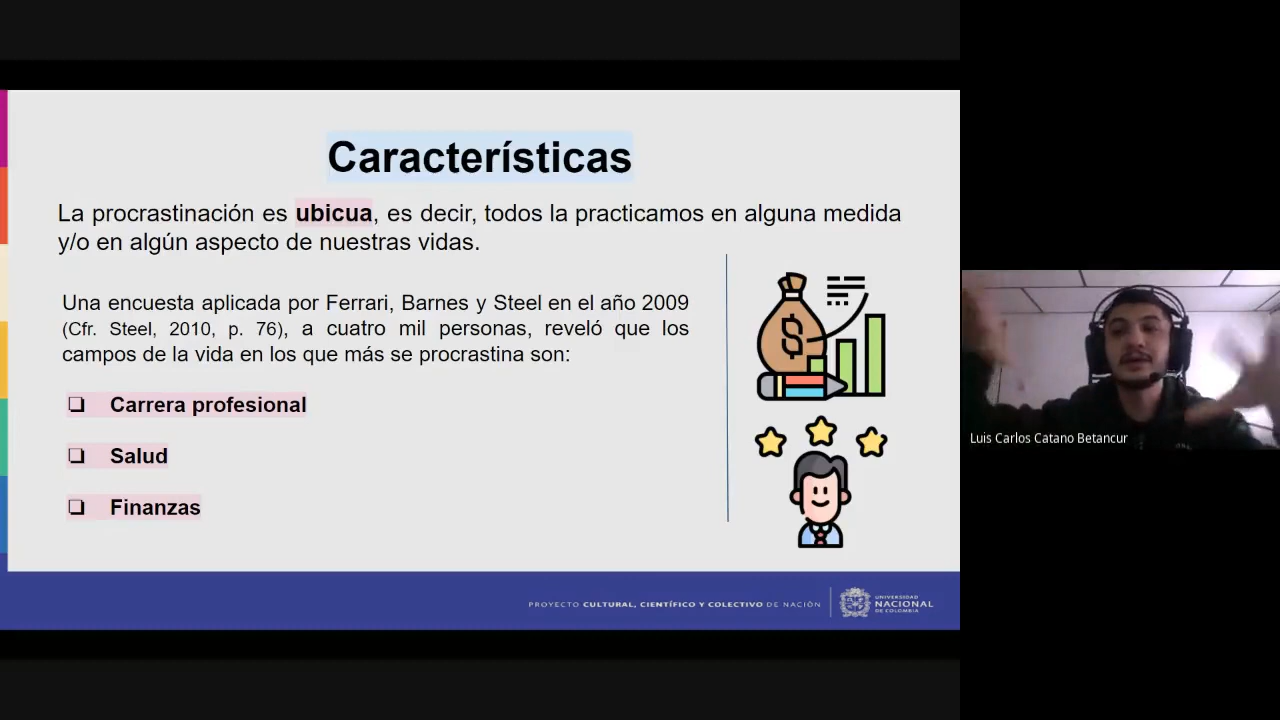 Características
La procrastinación es ubicua, es decir, todos la practicamos en alguna medida
y/o en algún aspecto de nuestras vidas.
Una encuesta aplicada por Ferrari, Barnes y Steel en el año 2009
(Cfr. Steel, 2010, p. 76), a cuatro mil personas, reveló que los
campos de la vida en los que más se procrastina son:
❏ Carrera profesional
❏ Salud
❏ Finanzas
$
PROYECTO CULTURAL, CIENTÍFICO Y COLECTIVO DE NACIÓN
UNIVERSIDAD
NACIONAL
DE COLOMBIA
Luis Carlos Catano Betancur